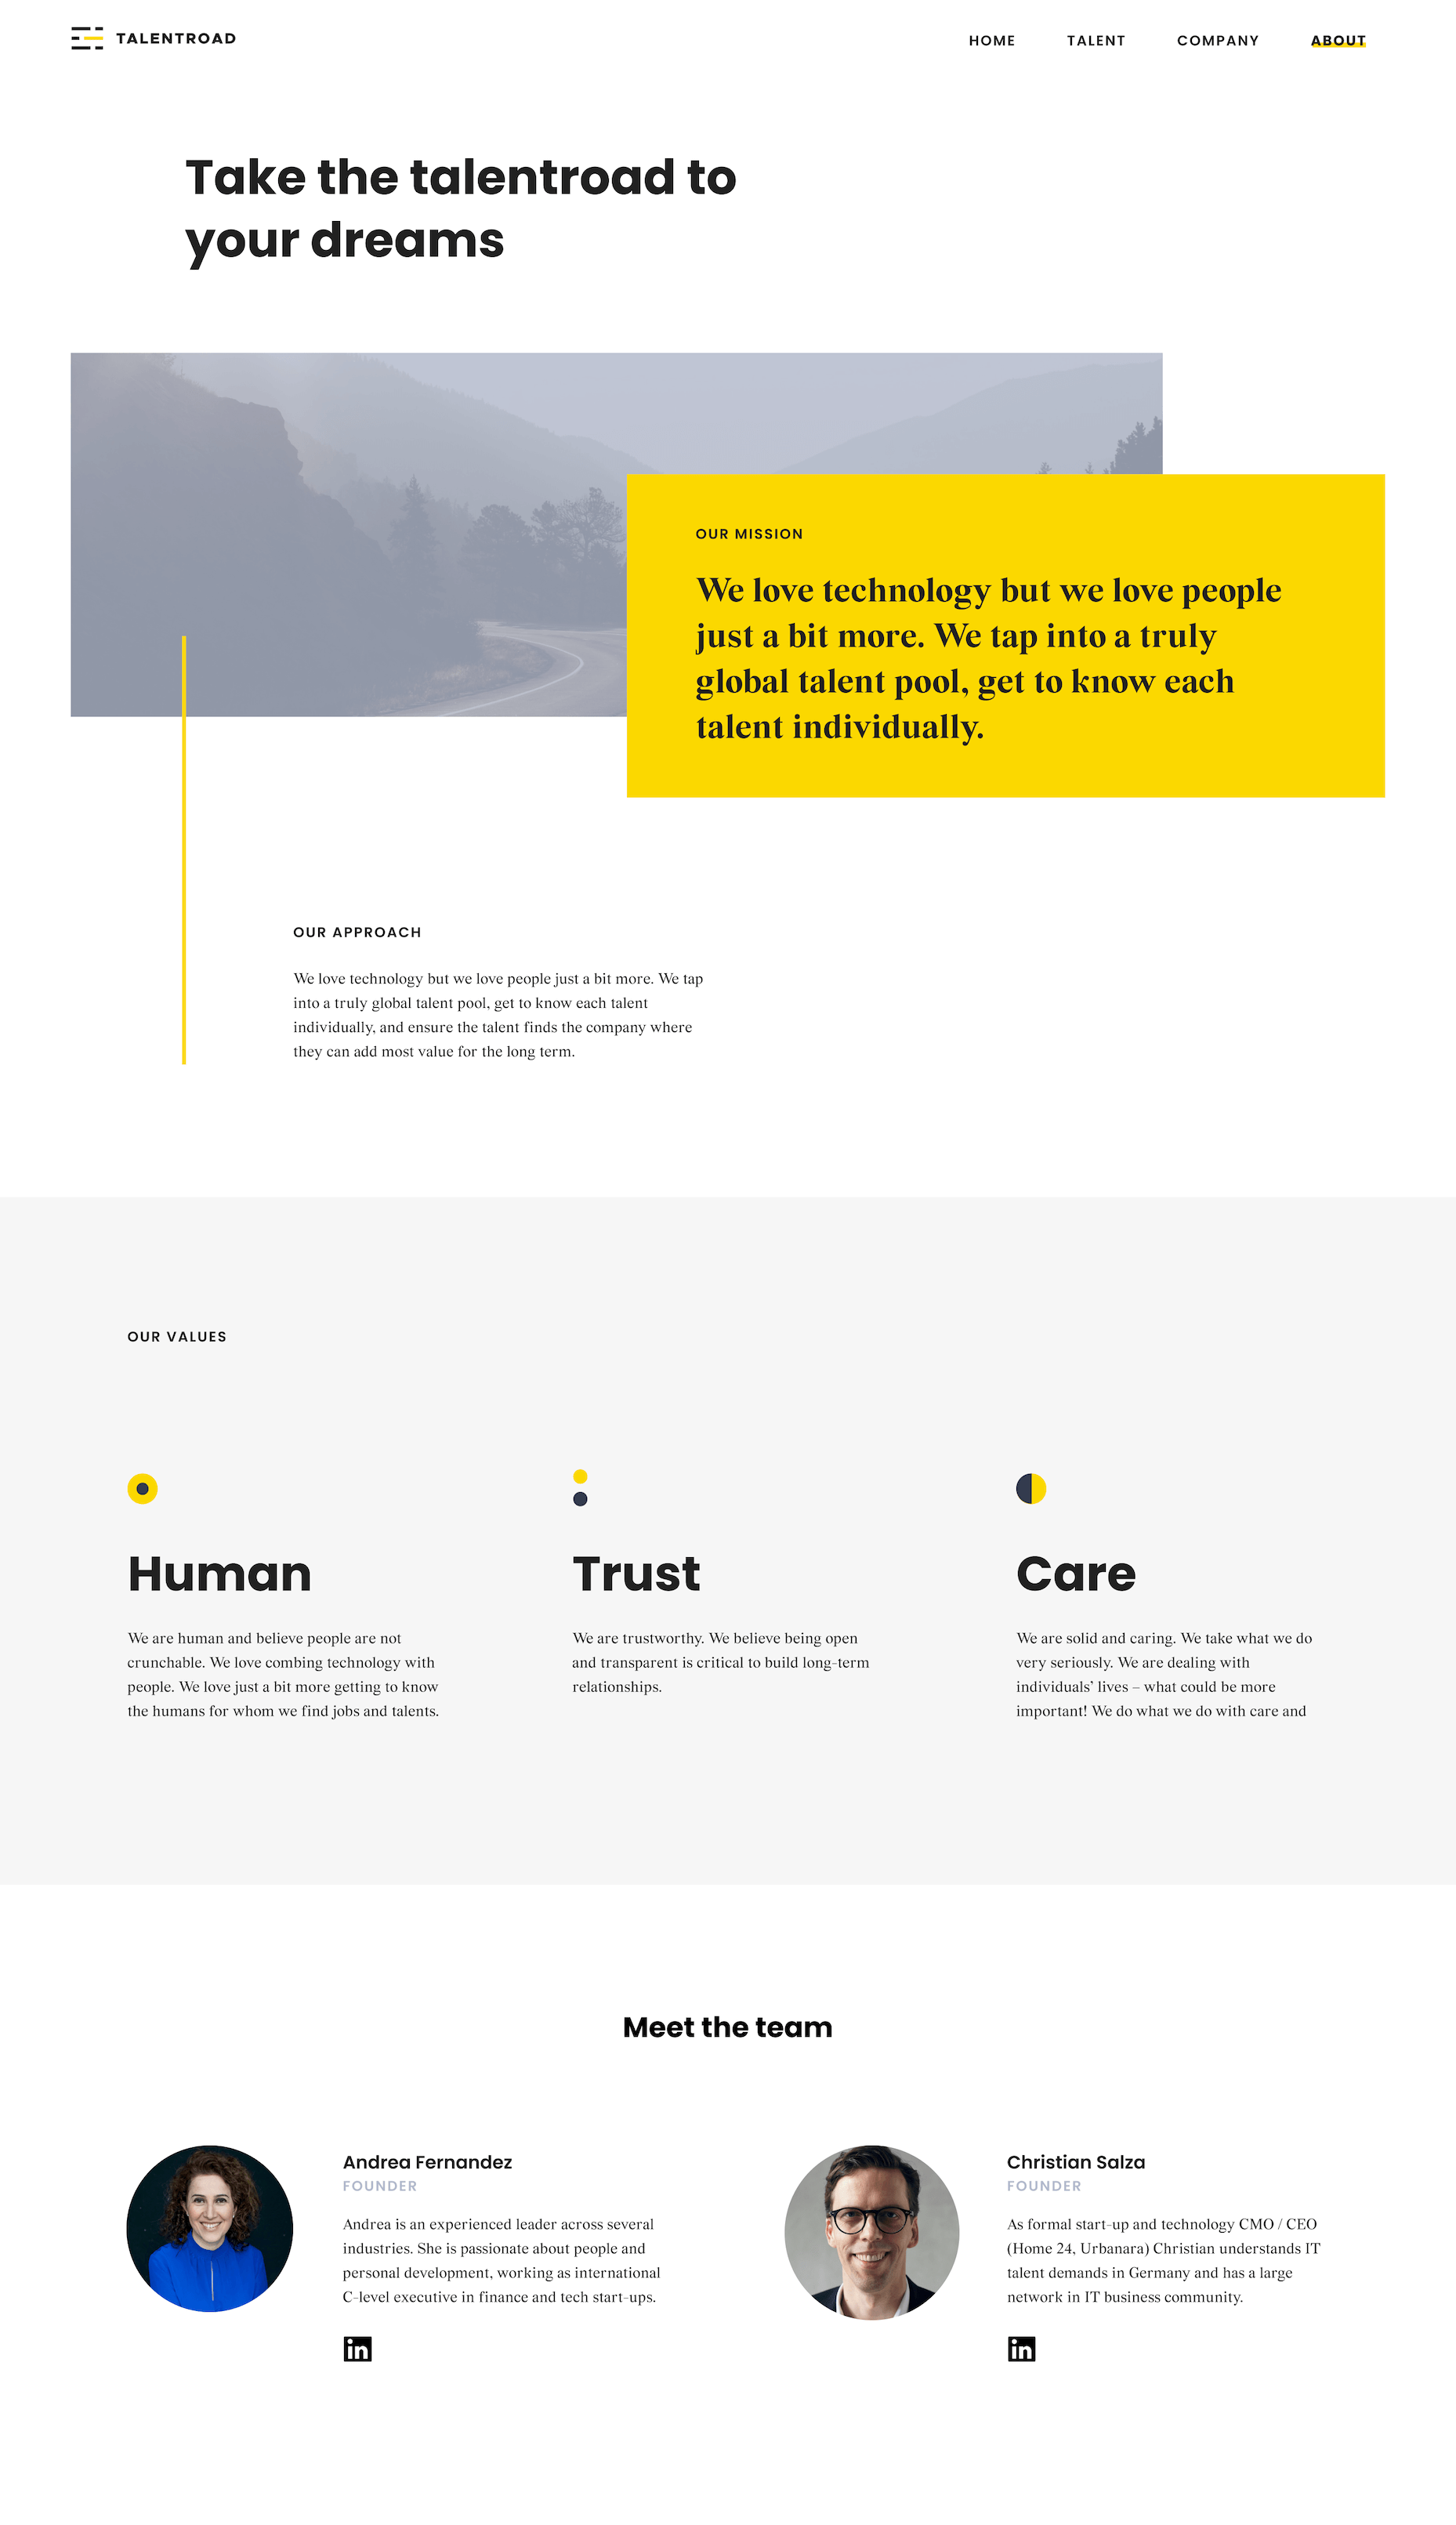 TALENTROAD
HOME TALENT COMPANY ABOUT
Take the talentroad to
your dreams
OUR MISSION
We love technology but we love people
just a bit more. We tap into a truly
global talent pool, get to know each
talent individually.
OUR APPROACH
We love technology but we love people just a bit more. We tap
into a truly global talent pool, get to know each talent
individually, and ensure the talent finds the company where
they can add most value for the long term.
OUR VALUES
Human
We are human and believe people are not
crunchable. We love combing technology with
people. We love just a bit more getting to know
the humans for whom we find jobs and talents.
Trust
We are trustworthy. We believe being open
and transparent is critical to build long-term
relationships.
Care
We are solid and caring. We take what we do
very seriously. We are dealing with
individuals’ lives – what could be more
important! We do what we do with care and
Meet the team
Andrea Fernandez
FOUNDER
Andrea is an experienced leader across several
industries. She is passionate about people and
personal development, working as international
C-level executive in finance and tech start-ups.
in
Christian Salza
FOUNDER
As formal start-up and technology CMO / CEO
(Home 24, Urbanara) Christian understands IT
talent demands in Germany and has a large
network in IT business community.
in